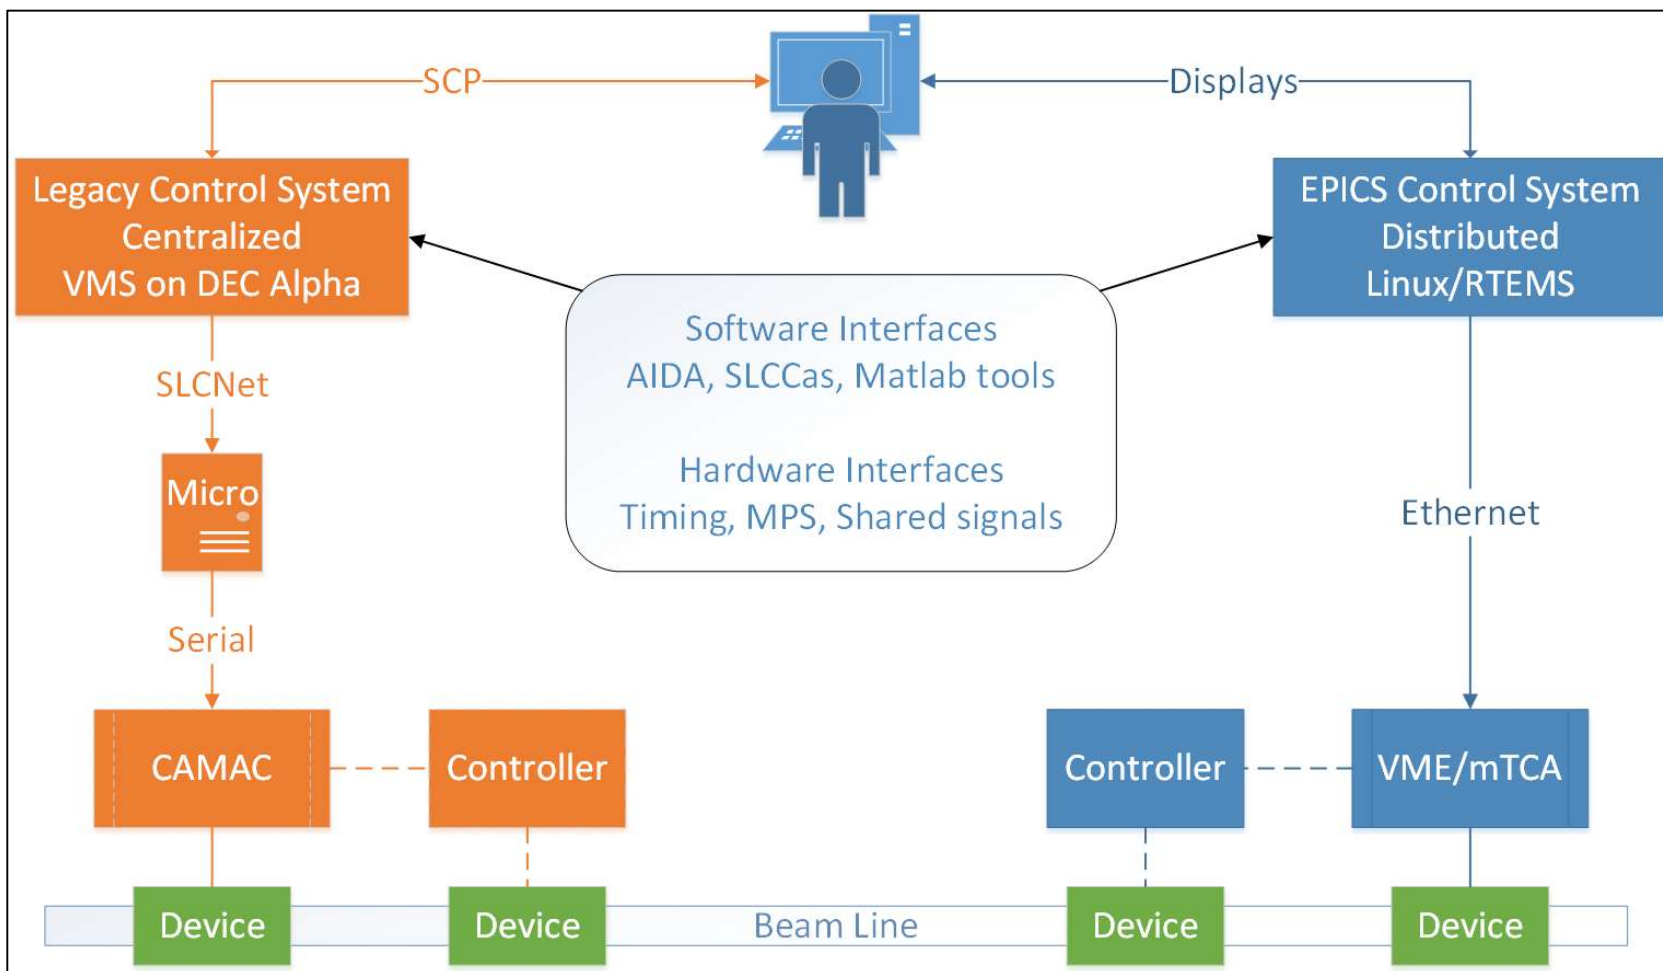 SCP
Displays
Legacy Control System
Centralized
VMS on DEC Alpha
EPICS Control System
Distributed
Linux/RTEMS
Software Interfaces
AIDA, SLCCas, Matlab tools
Hardware Interfaces
Timing, MPS, Shared signals
SLCNet
Micro
Serial
Ethernet
CAMAC
Controller
Controller
VME/mTCA
Device
Device
Beam Line
Device
Device